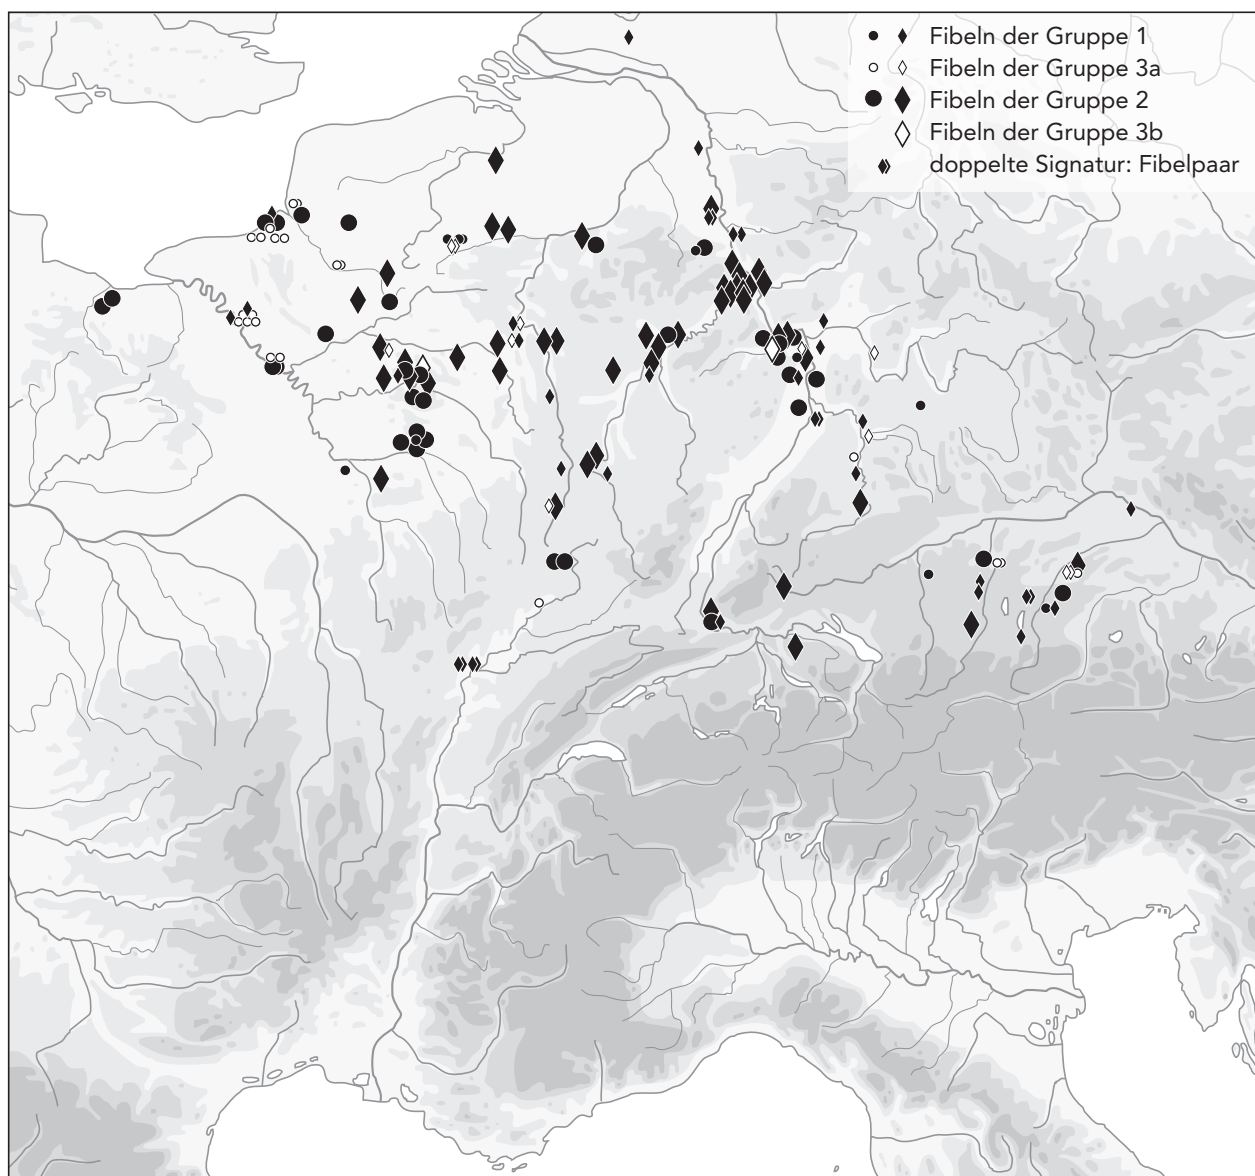 Fibeln der Gruppe 1
Fibeln der Gruppe 3a
Fibeln der Gruppe 2
Fibeln der Gruppe 3b
doppelte Signatur: Fibelpaar